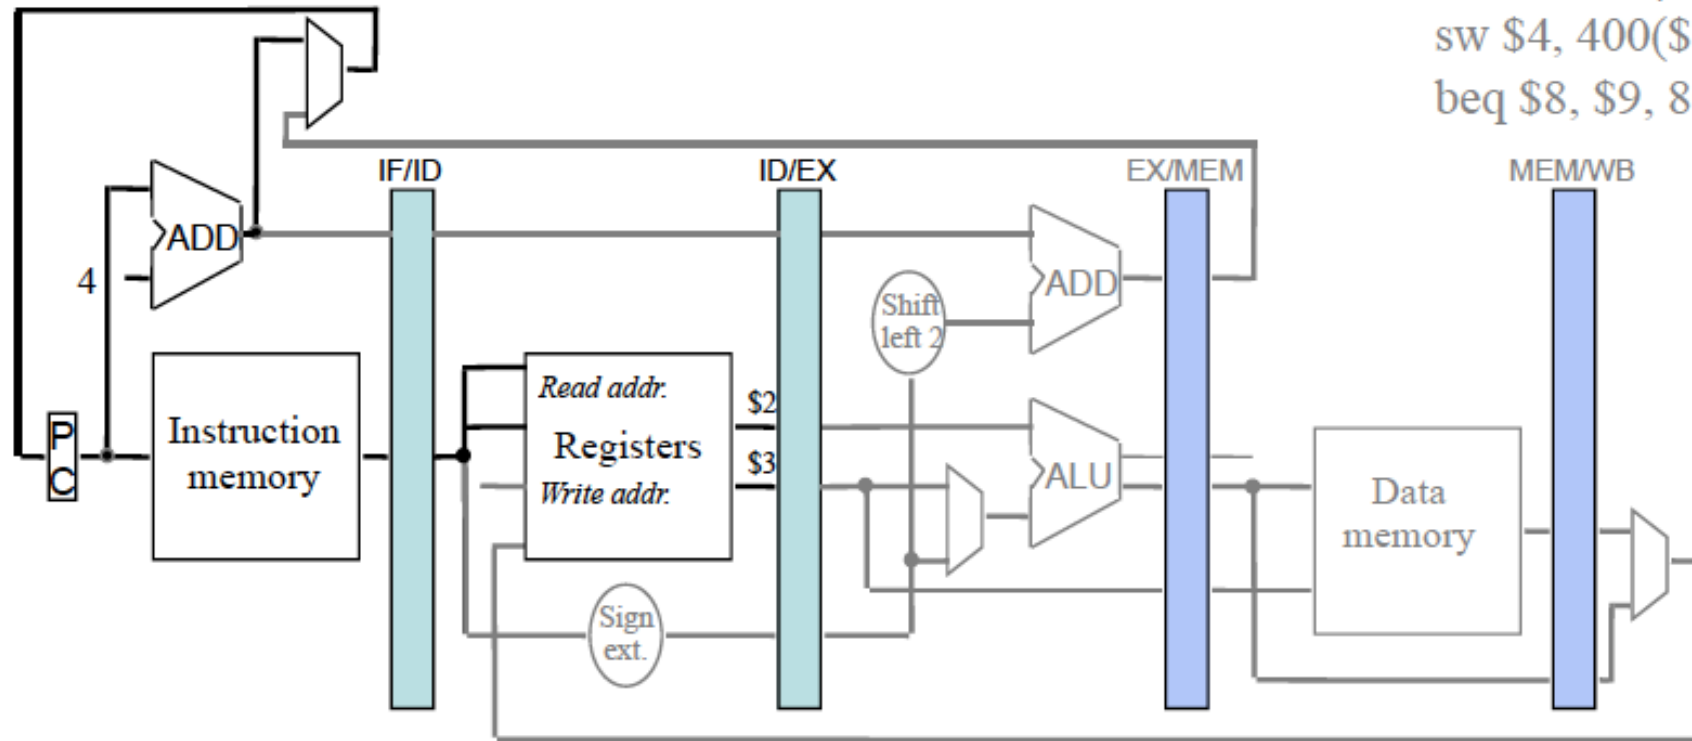 sw $4, 400($
beq $8, $9, 8
IF/ID
ID/EX
EX/MEM
MEM/WB
ADD
4
ADD
Shift
left 2
P
C
Instruction
memory
Read addr.
Registers
Write addr.
$2
$3
ALU
Data
memory
Sign
ext.